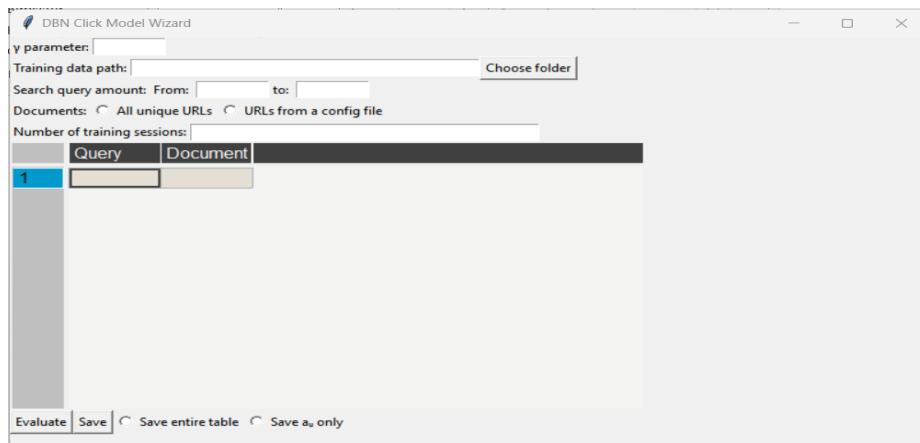 DBN Click Model Wizard
γ parameter:
Training data path: Choose folder
Search query amount: From: to:
Documents: All unique URLs URLs from a config file
Number of training sessions:
Query Document
1
Evaluate Save Save entire table Save aᵤ only